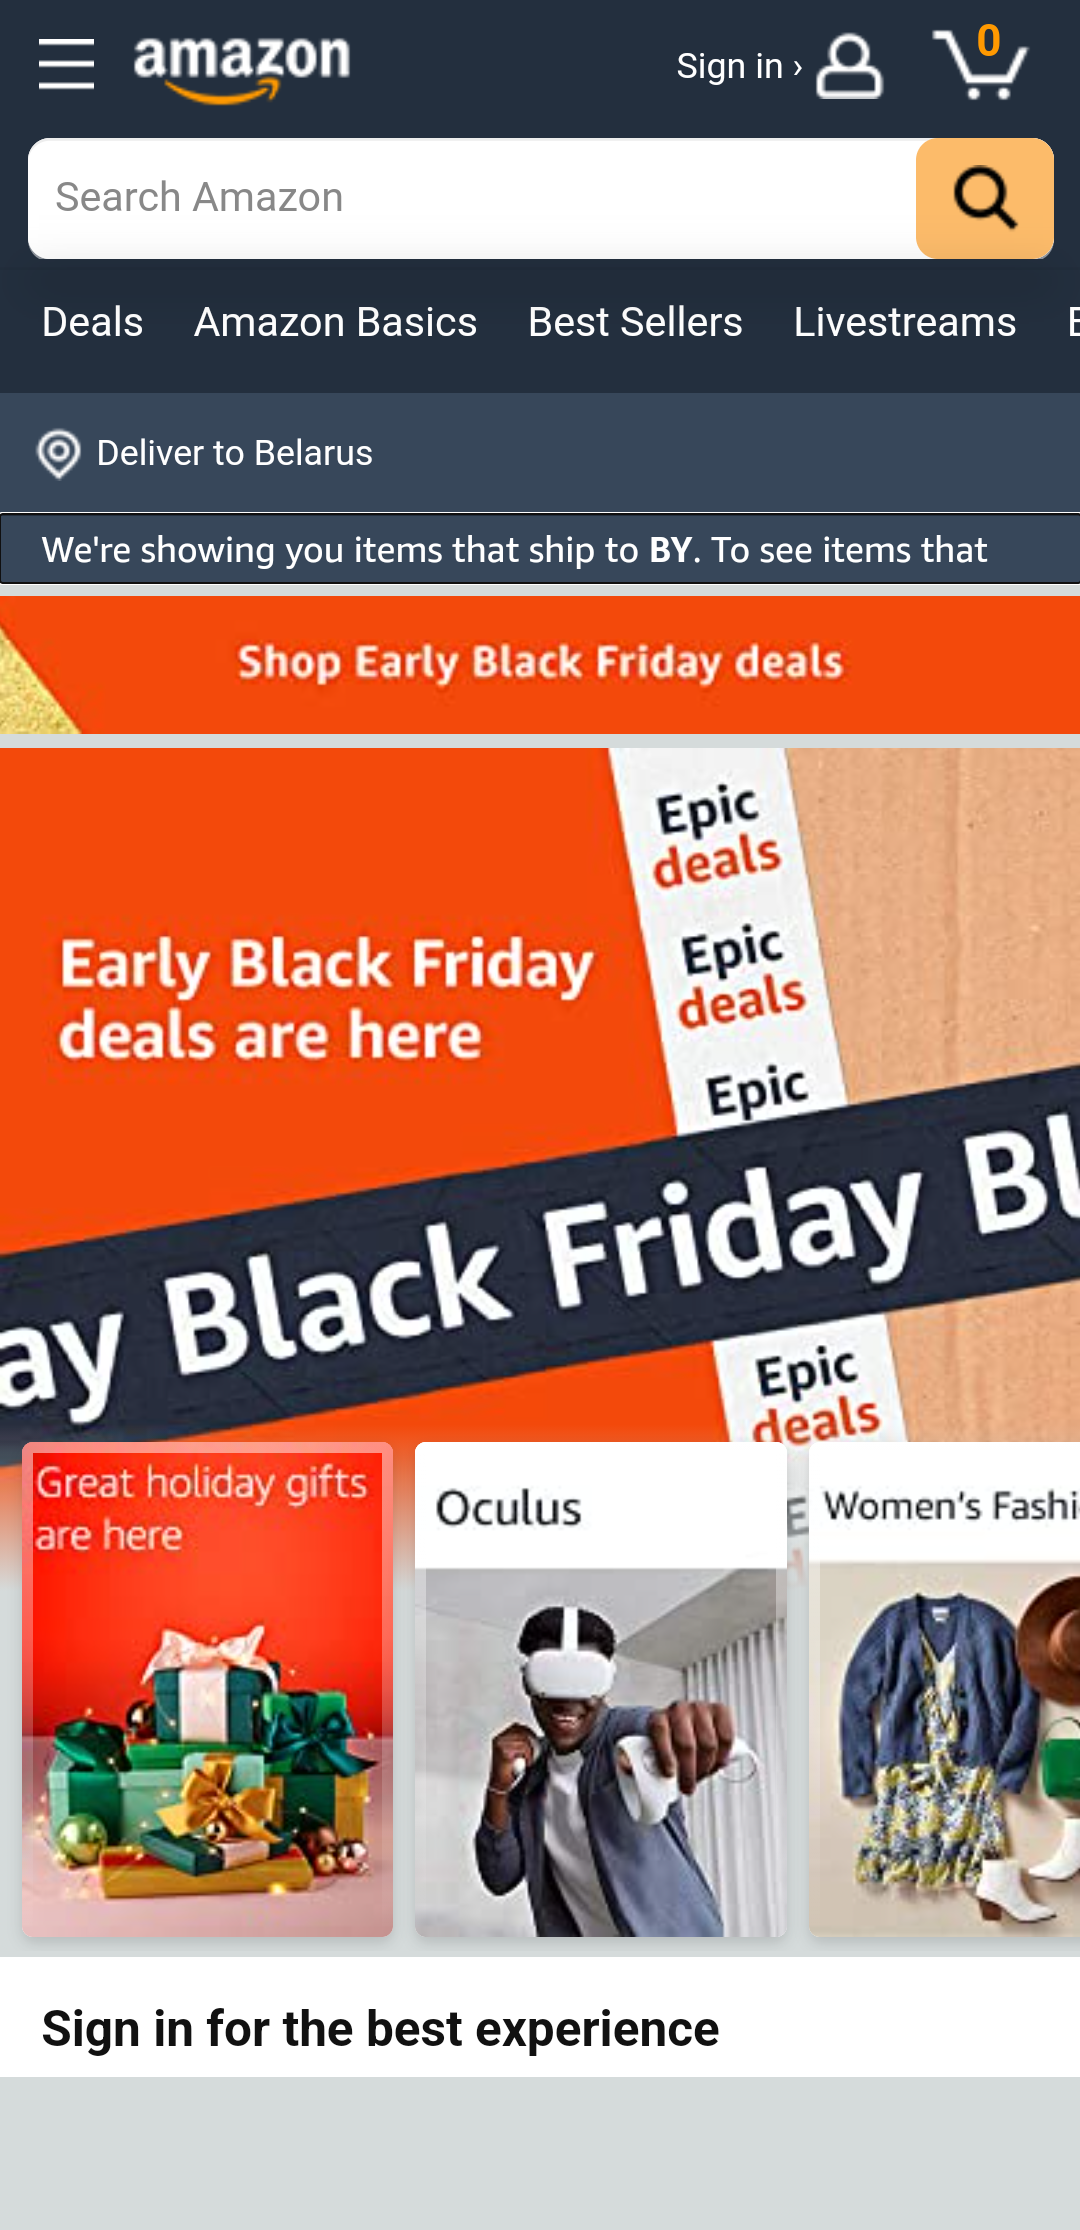 amazon
Sign in ›
0
Search Amazon
Deals Amazon Basics Best Sellers Livestreams
Deliver to Belarus
We're showing you items that ship to BY. To see items that
Shop Early Black Friday deals
Epic
deals
Epic
deals
Epic
Early Black Friday
deals are here
ay Black Friday Bl
Epic
deals
Great holiday gifts
are here
Oculus
Women's Fashi
Sign in for the best experience